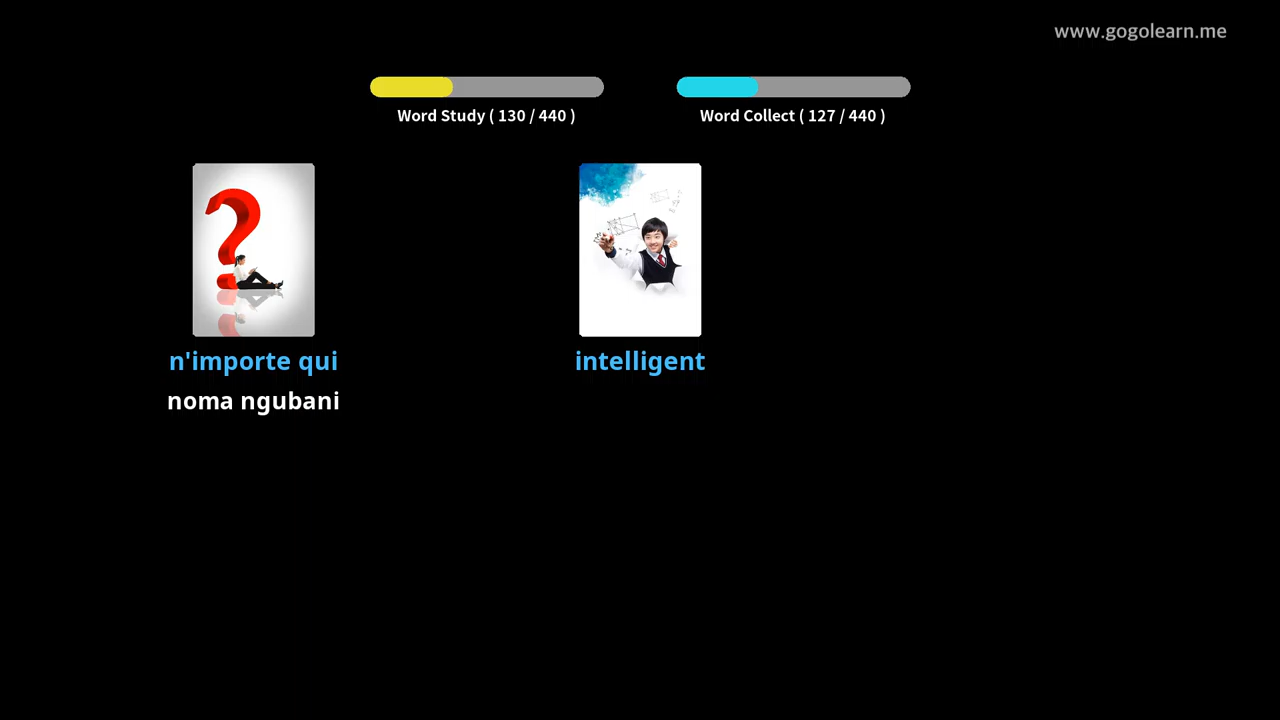 www.gogolearn.me
Word Study ( 130 / 440 )
Word Collect ( 127 / 440 )
n'importe qui
noma ngubani
intelligent